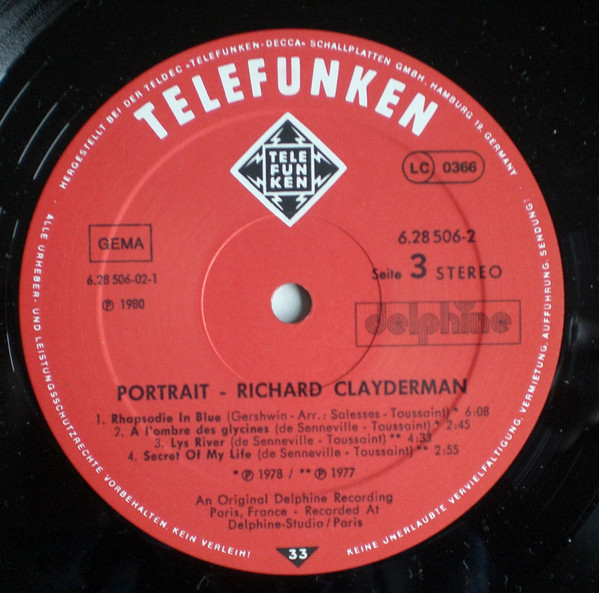 HERGESTELLT BEI DER TELDEC »TELEFUNKEN-DECCA« SCHALLPLATTEN GMBH. HAMBURG 19, GERMANY ·
TELEFUNKEN
TELE
FUN
KEN
LC 0366
GEMA
6.28 506-02-1
℗ 1980
6.28 506-2
Seite 3 STEREO
delphine
PORTRAIT - RICHARD CLAYDERMAN
1. Rhapsodie In Blue (Gershwin - Arr.: Salesses - Toussaint) * 6:08
2. A l'ombre des glycines (de Senneville - Toussaint) * 2:45
3. Lys River (de Senneville - Toussaint) ** 4:33
4. Secret Of My Life (de Senneville - Toussaint) ** 2:55
* ℗ 1978 / ** ℗ 1977
An Original Delphine Recording
Paris, France - Recorded At
Delphine-Studio/Paris
33
ALLE URHEBER- UND LEISTUNGSSCHUTZRECHTE VORBEHALTEN KEIN VERLEIH!
KEINE UNERLAUBTE VERVIELFÄLTIGUNG, VERMIETUNG, AUFFÜHRUNG, SENDUNG!